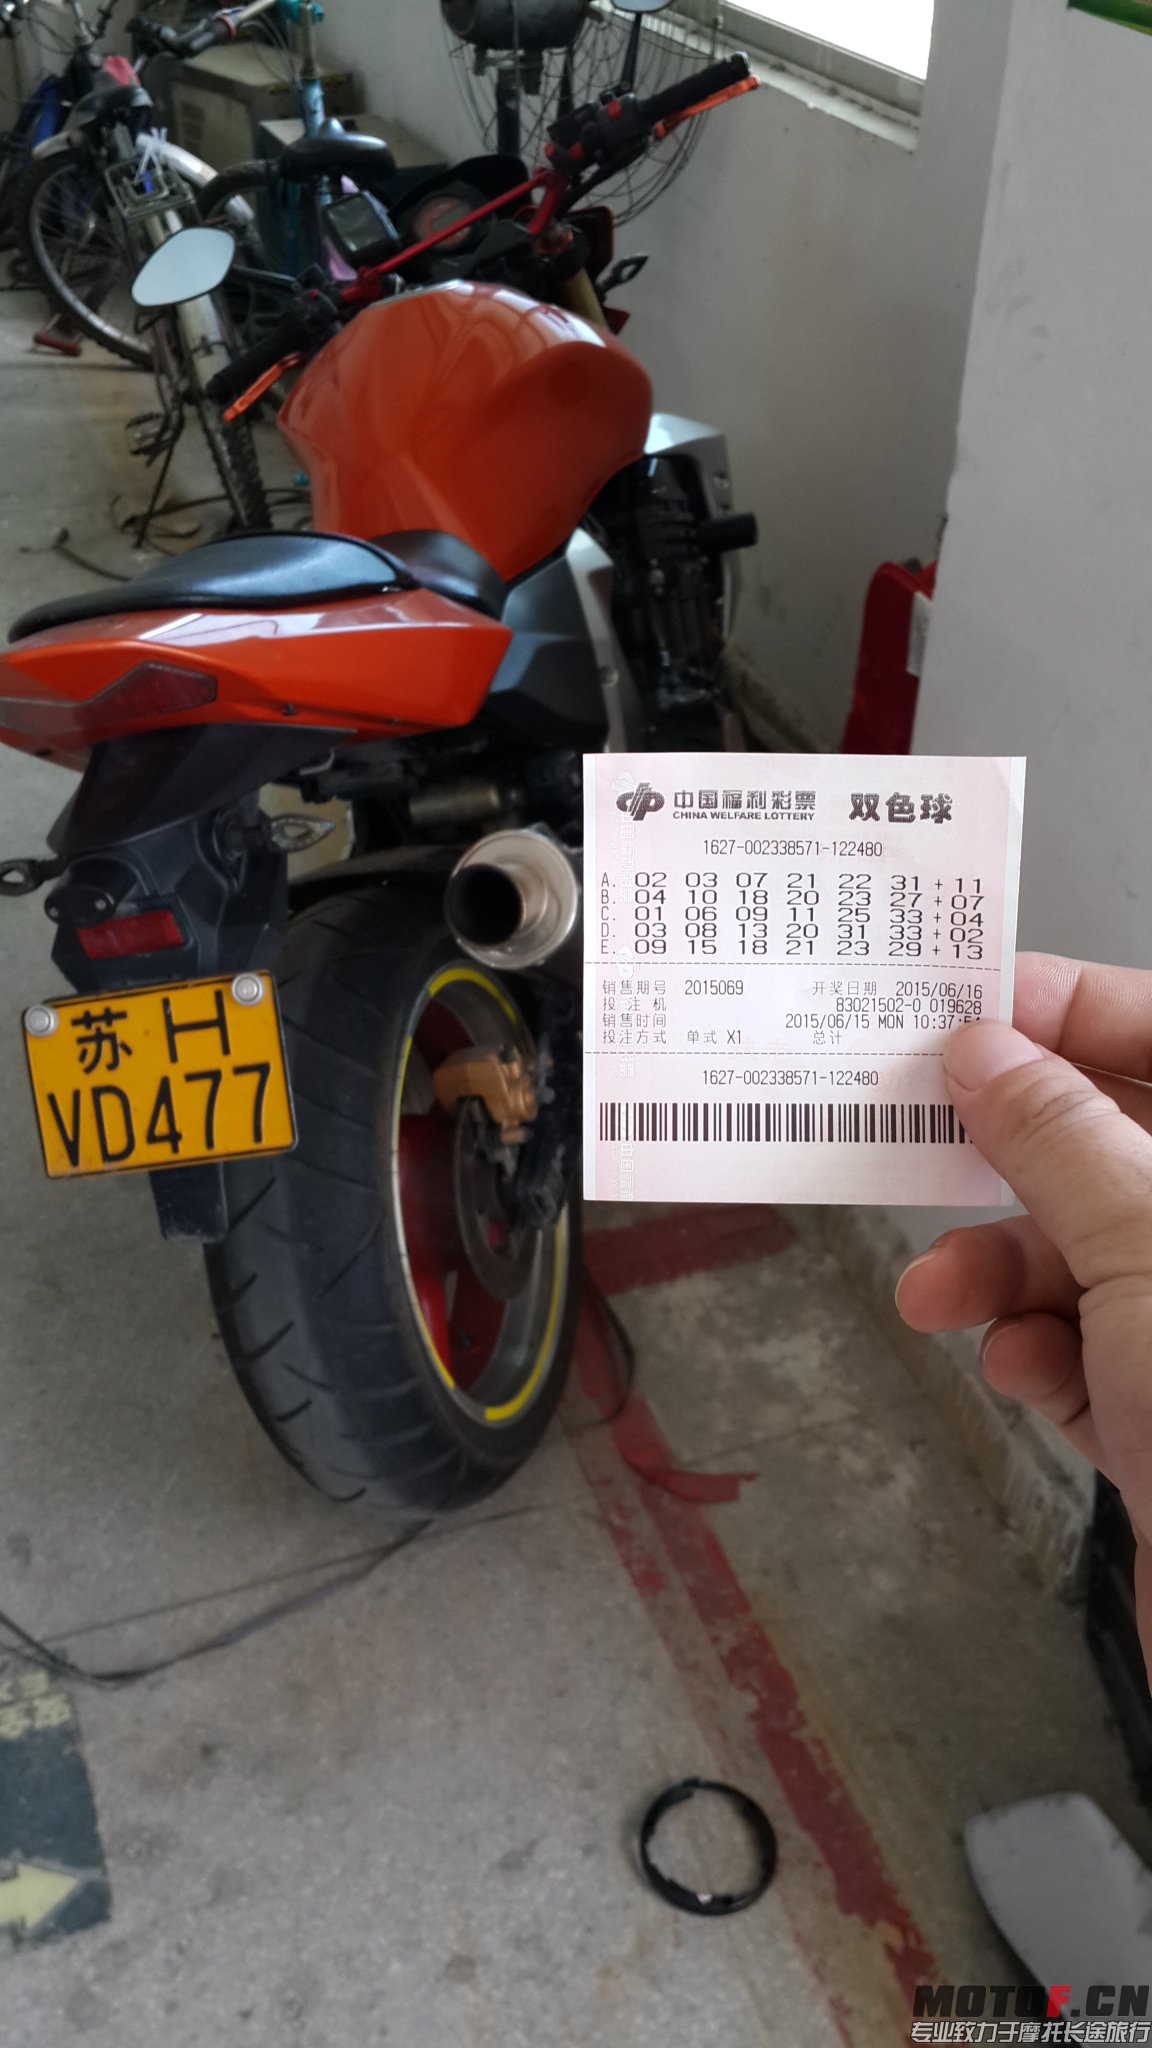 中国福利彩票 双色球
CHINA WELFARE LOTTERY
1627-002338571-122480
A. 02 03 07 21 22 31 + 11
B. 04 10 18 20 23 27 + 07
C. 01 06 09 11 25 33 + 04
D. 03 08 13 20 31 33 + 02
E. 09 15 18 21 23 29 + 13
销售期号 2015069 开奖日期 2015/06/16
投注机 83021502-0 019628
销售时间 2015/06/15 MON 10:37:54
投注方式 单式 X1 总计
1627-002338571-122480
苏 H
VD477
MOTOF.CN
专业致力于摩托长途旅行